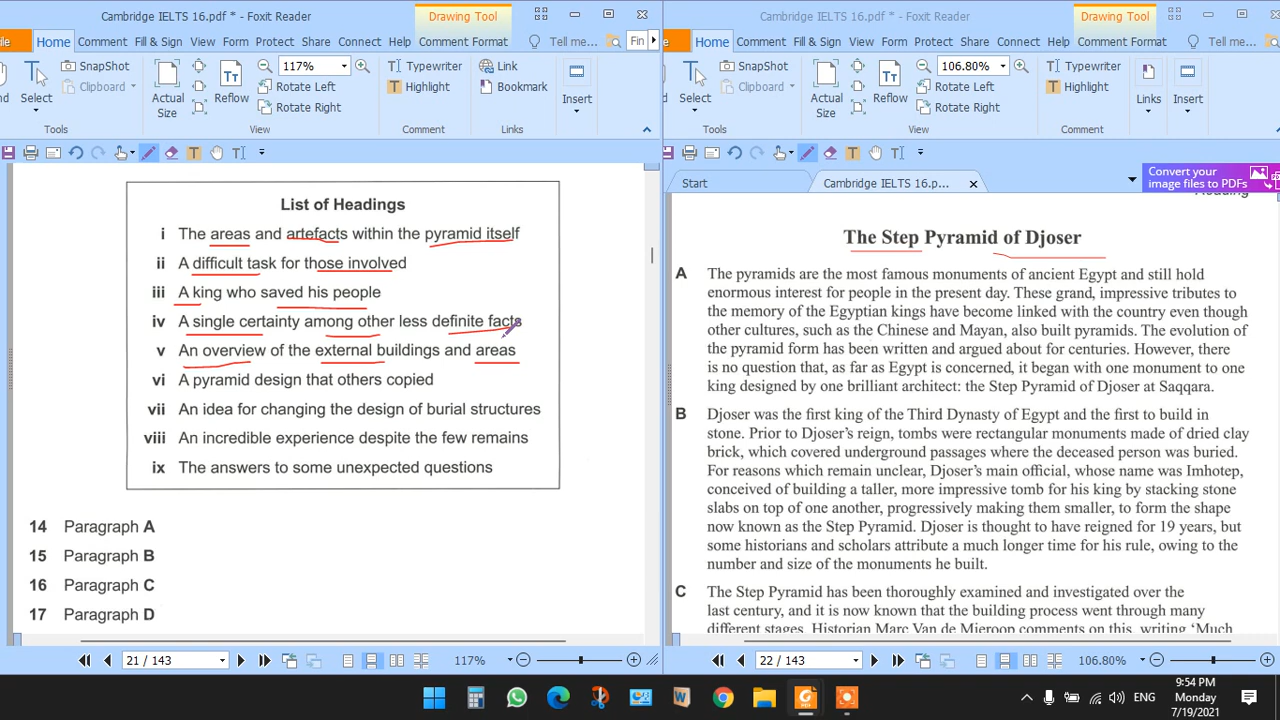 Cambridge IELTS 16.pdf * - Foxit Reader
Drawing Tool
Cambridge IELTS 16.pdf * - Foxit Reader
Drawing Tool
ile Home Comment Fill & Sign View Form Protect Share Connect Help Comment Format Tell me... Fin
Home Comment Fill & Sign View Form Protect Share Connect Help Comment Format Tell me...
Select
SnapShot
Clipboard
Actual
Size
Reflow
117%
Rotate Left
Rotate Right
Typewriter
Highlight
Link
Bookmark
Insert
Tools View Comment Links
Select
SnapShot
Clipboard
Actual
Size
Reflow
106.80%
Rotate Left
Rotate Right
Typewriter
Highlight
Links
Insert
Tools View Comment
Start
Cambridge IELTS 16.p...
Convert your
image files to PDFs
List of Headings
i The areas and artefacts within the pyramid itself
ii A difficult task for those involved
iii A king who saved his people
iv A single certainty among other less definite facts
v An overview of the external buildings and areas
vi A pyramid design that others copied
vii An idea for changing the design of burial structures
viii An incredible experience despite the few remains
ix The answers to some unexpected questions
14 Paragraph A
15 Paragraph B
16 Paragraph C
17 Paragraph D
The Step Pyramid of Djoser
A The pyramids are the most famous monuments of ancient Egypt and still hold
enormous interest for people in the present day. These grand, impressive tributes to
the memory of the Egyptian kings have become linked with the country even though
other cultures, such as the Chinese and Mayan, also built pyramids. The evolution of
the pyramid form has been written and argued about for centuries. However, there
is no question that, as far as Egypt is concerned, it began with one monument to one
king designed by one brilliant architect: the Step Pyramid of Djoser at Saqqara.
B Djoser was the first king of the Third Dynasty of Egypt and the first to build in
stone. Prior to Djoser's reign, tombs were rectangular monuments made of dried clay
brick, which covered underground passages where the deceased person was buried.
For reasons which remain unclear, Djoser's main official, whose name was Imhotep,
conceived of building a taller, more impressive tomb for his king by stacking stone
slabs on top of one another, progressively making them smaller, to form the shape
now known as the Step Pyramid. Djoser is thought to have reigned for 19 years, but
some historians and scholars attribute a much longer time for his rule, owing to the
number and size of the monuments he built.
C The Step Pyramid has been thoroughly examined and investigated over the
last century, and it is now known that the building process went through many
different stages. Historian Marc Van de Mieroop comments on this, writing 'Much
21 / 143
117%
22 / 143
106.80%
ENG
9:54 PM
Monday
7/19/2021